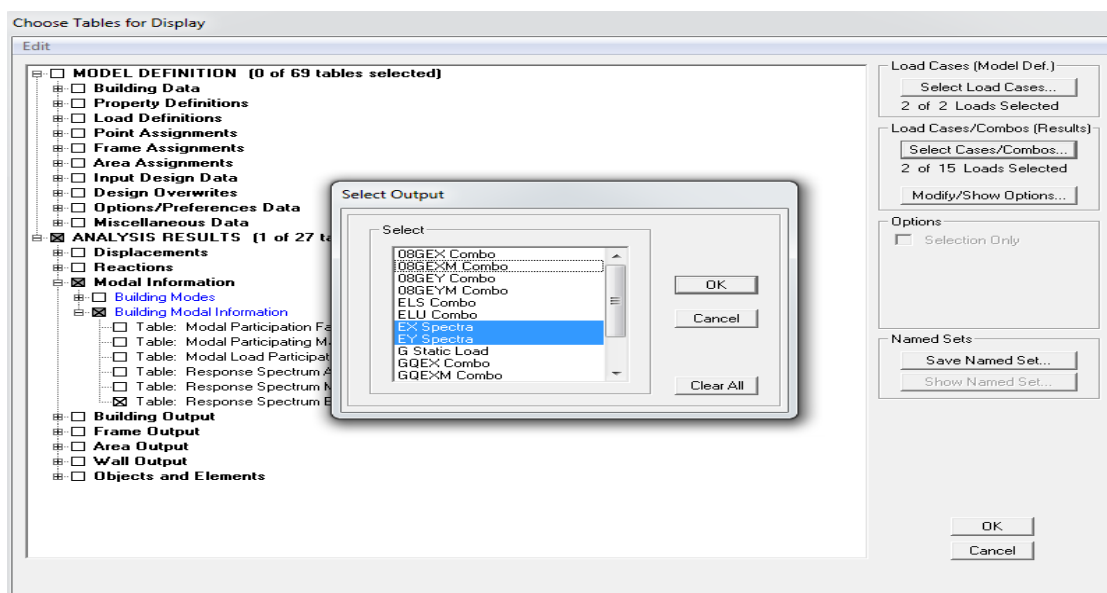 Choose Tables for Display
Edit
MODEL DEFINITION (0 of 69 tables selected)
Building Data
Property Definitions
Load Definitions
Point Assignments
Frame Assignments
Area Assignments
Input Design Data
Design Overwrites
Options/Preferences Data
Miscellaneous Data
ANALYSIS RESULTS (1 of 27 ta
Displacements
Reactions
Modal Information
Building Modes
Building Modal Information
Table: Modal Participation Fa
Table: Modal Participating M
Table: Modal Load Participat
Table: Response Spectrum A
Table: Response Spectrum M
Table: Response Spectrum B
Building Output
Frame Output
Area Output
Wall Output
Objects and Elements
Select Output
Select
08GEX Combo
08GEXM Combo
08GEY Combo
08GEYM Combo
ELS Combo
ELU Combo
EX Spectra
EY Spectra
G Static Load
GQEX Combo
GQEXM Combo
OK
Cancel
Clear All
Load Cases (Model Def.)
Select Load Cases...
2 of 2 Loads Selected
Load Cases/Combos (Results)
Select Cases/Combos...
2 of 15 Loads Selected
Modify/Show Options...
Options
Selection Only
Named Sets
Save Named Set...
Show Named Set...
OK
Cancel